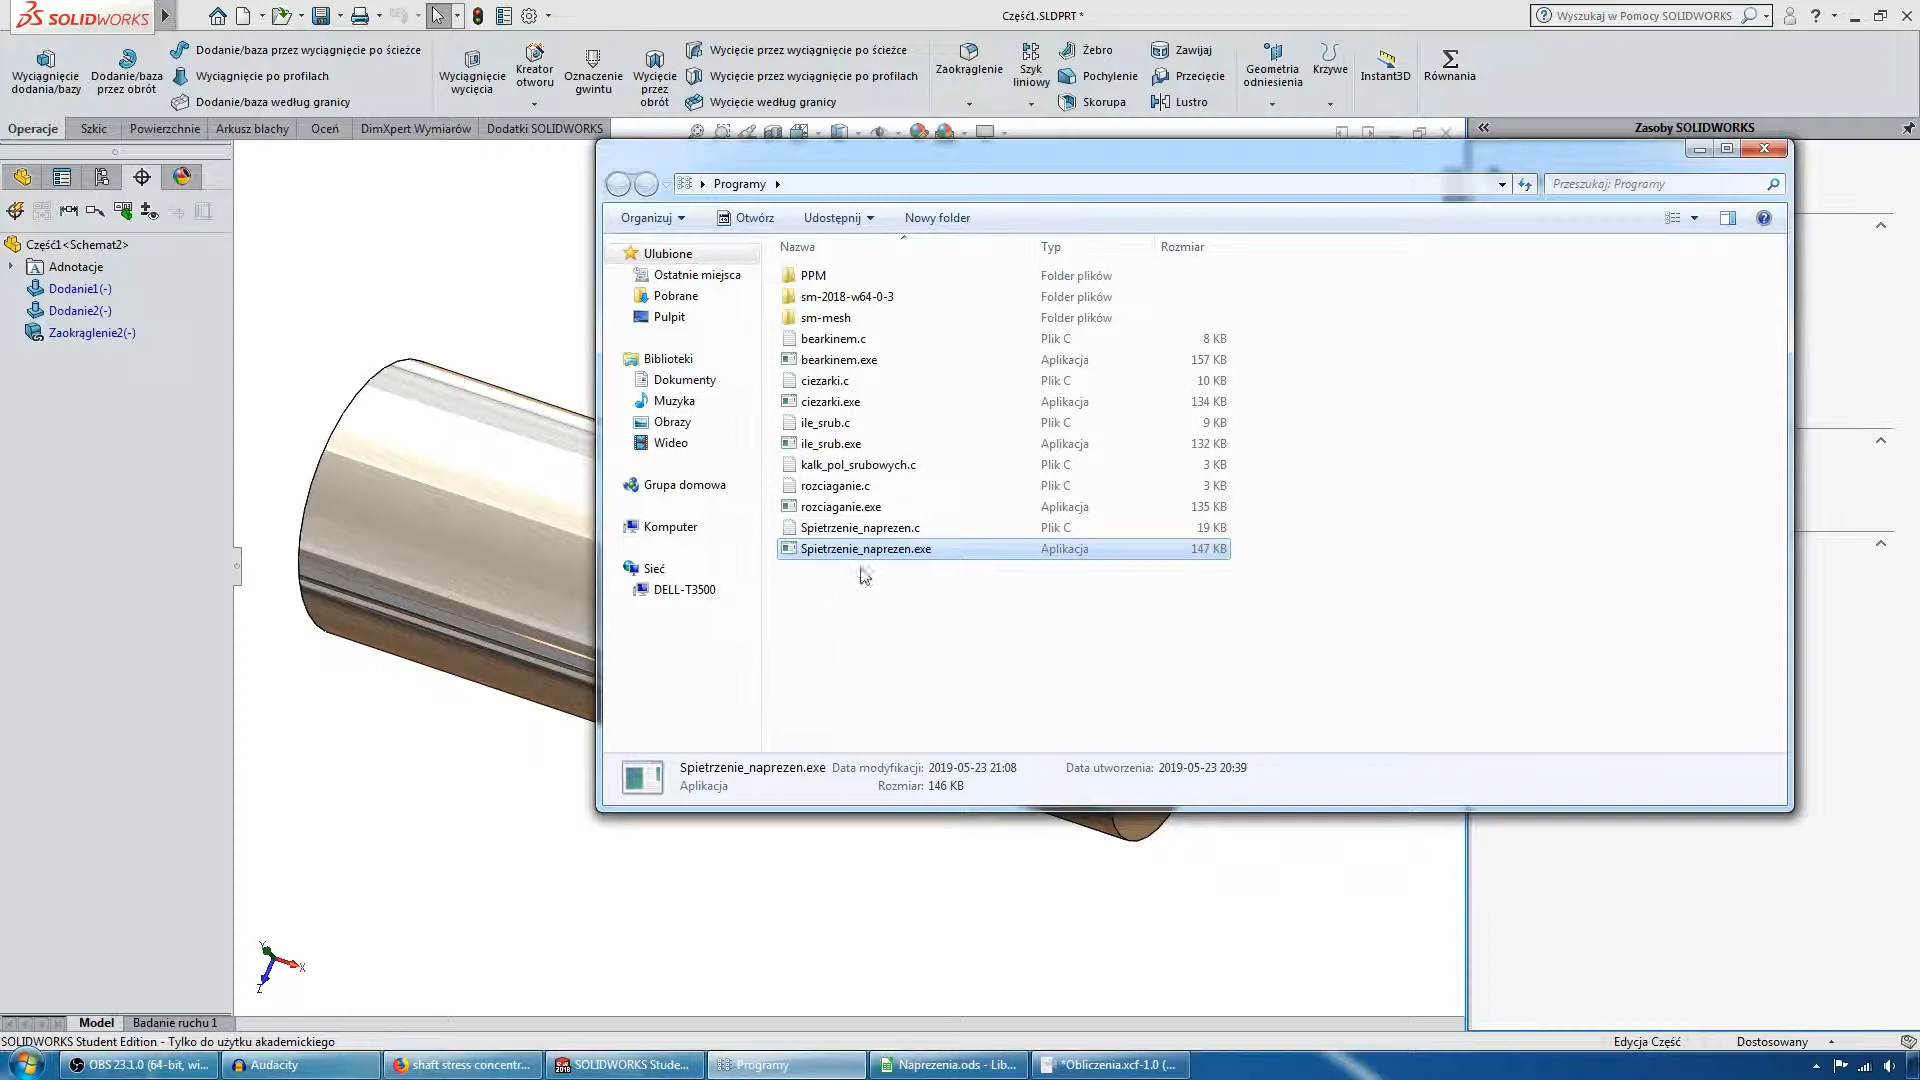 SOLIDWORKS
Część1.SLDPRT *
Wyszukaj w Pomocy SOLIDWORKS
Wyciągnięcie dodania/bazy
Dodanie/baza przez obrót
Dodanie/baza przez wyciągnięcie po ścieżce
Wyciągnięcie po profilach
Dodanie/baza według granicy
Wyciągnięcie wycięcia
Kreator otworu
Oznaczenie gwintu
Wycięcie przez obrót
Wycięcie przez wyciągnięcie po ścieżce
Wycięcie przez wyciągnięcie po profilach
Wycięcie według granicy
Zaokrąglenie
Szyk liniowy
Żebro
Pochylenie
Skorupa
Zawijaj
Przecięcie
Lustro
Geometria odniesienia
Krzywe
Instant3D
Równania
Operacje Szkic Powierzchnie Arkusz blachy Oceń DimXpert Wymiarów Dodatki SOLIDWORKS
Zasoby SOLIDWORKS
Część1<Schemat2>
Adnotacje
Dodanie1(-)
Dodanie2(-)
Zaokrąglenie2(-)
Programy
Przeszukaj: Programy
Organizuj Otwórz Udostępnij Nowy folder
Ulubione
Ostatnie miejsca
Pobrane
Pulpit
Biblioteki
Dokumenty
Muzyka
Obrazy
Wideo
Grupa domowa
Komputer
Sieć
DELL-T3500
Nazwa Typ Rozmiar
PPM Folder plików
sm-2018-w64-0-3 Folder plików
sm-mesh Folder plików
bearkinem.c Plik C 8 KB
bearkinem.exe Aplikacja 157 KB
ciezarki.c Plik C 10 KB
ciezarki.exe Aplikacja 134 KB
ile_srub.c Plik C 9 KB
ile_srub.exe Aplikacja 132 KB
kalk_pol_srubowych.c Plik C 3 KB
rozciaganie.c Plik C 3 KB
rozciaganie.exe Aplikacja 135 KB
Spietrzenie_naprezen.c Plik C 19 KB
Spietrzenie_naprezen.exe Aplikacja 147 KB
Spietrzenie_naprezen.exe Data modyfikacji: 2019-05-23 21:08 Data utworzenia: 2019-05-23 20:39
Aplikacja Rozmiar: 146 KB
Y
X
Z
Model Badanie ruchu 1
SOLIDWORKS Student Edition - Tylko do użytku akademickiego
Edycja Część Dostosowany
OBS 23.1.0 (64-bit, wi... Audacity shaft stress concentr... SOLIDWORKS Stude... Programy Naprezenia.ods - Lib... *Obliczenia.xcf-1.0 (...